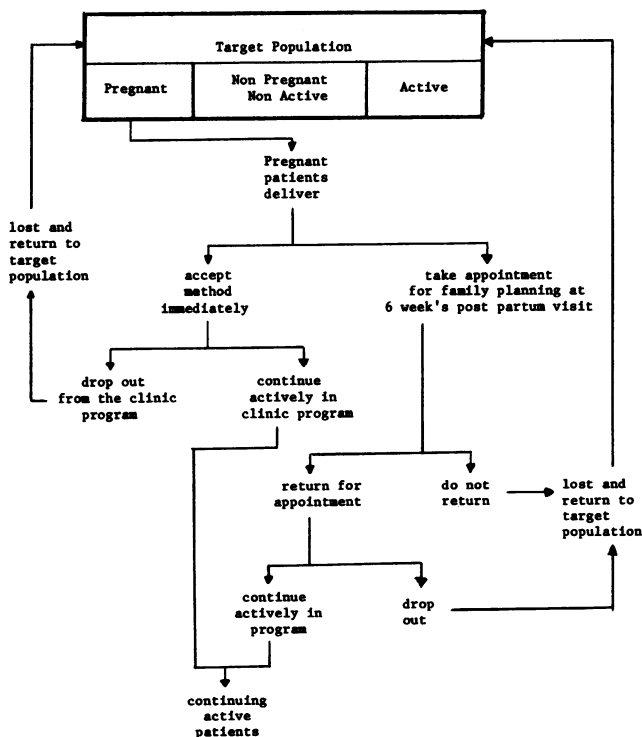 Target Population
Pregnant
Non Pregnant
Non Active
Active
Pregnant
patients
deliver
lost and
return to
target
population
accept
method
immediately
take appointment
for family planning at
6 week's post partum visit
drop out
from the clinic
program
continue
actively in
clinic program
return for
appointment
do not
return
lost and
return to
target
population
continue
actively in
program
drop
out
continuing
active
patients